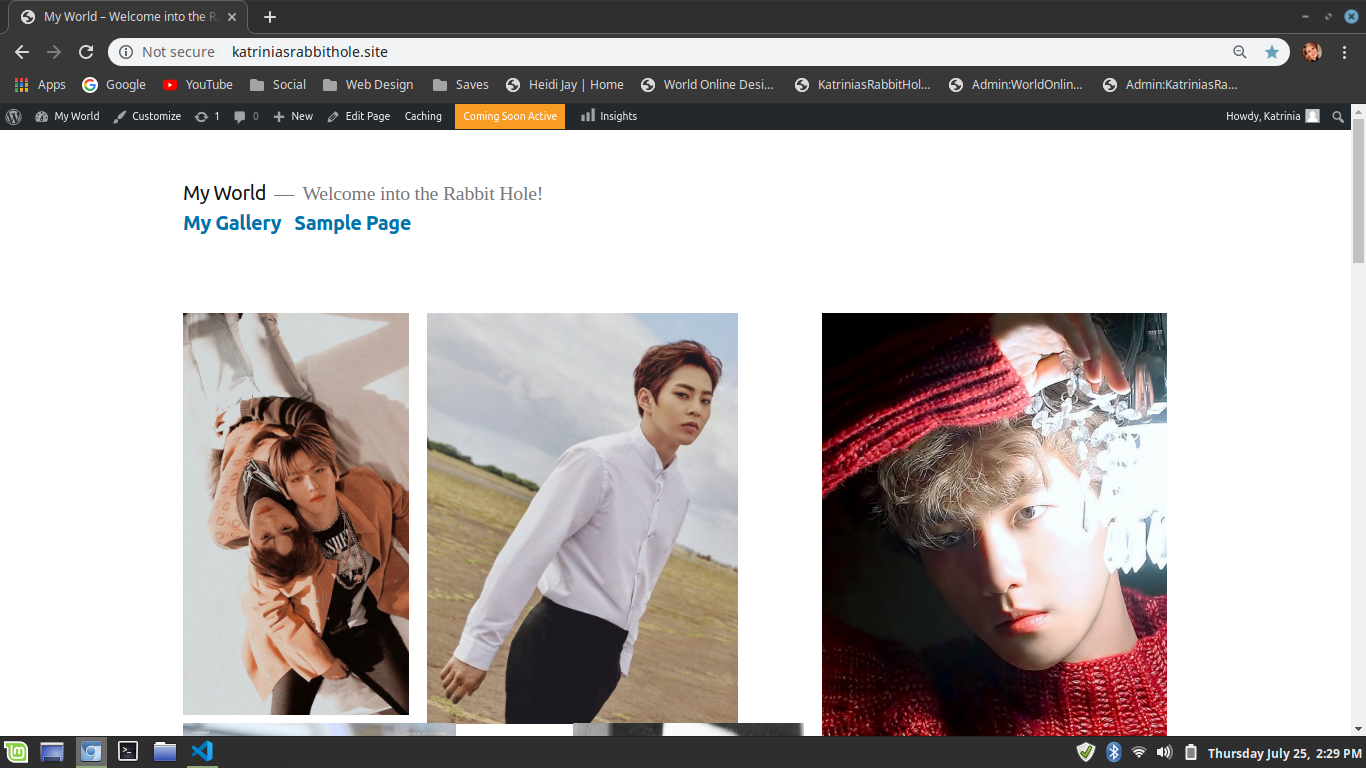 My World – Welcome into the R
Not secure katriniasrabbithole.site
Apps Google YouTube Social Web Design Saves Heidi Jay | Home World Online Desi... KatriniasRabbitHol... Admin:WorldOnlin... Admin:KatriniasRa...
My World Customize 1 0 New Edit Page Caching Coming Soon Active Insights Howdy, Katrinia
My World — Welcome into the Rabbit Hole!
My Gallery Sample Page
Thursday July 25, 2:29 PM